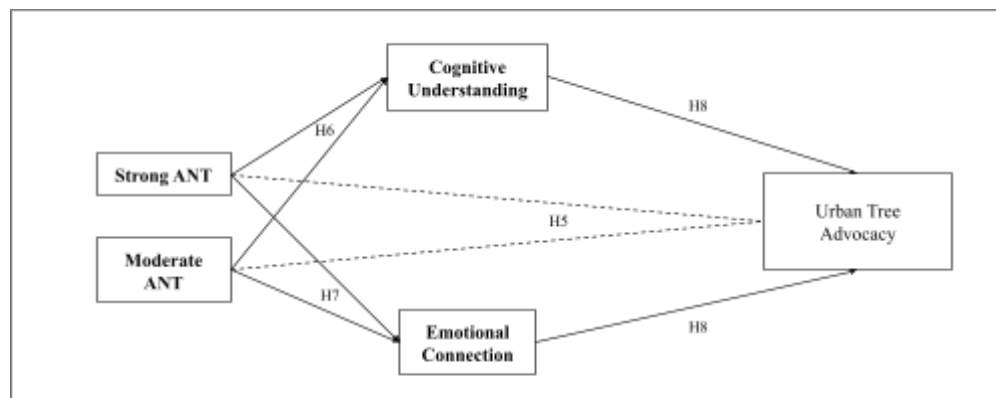 Cognitive
Understanding
H8
H6
Strong ANT
Urban Tree
Advocacy
H5
Moderate
ANT
H7
Emotional
Connection
H8